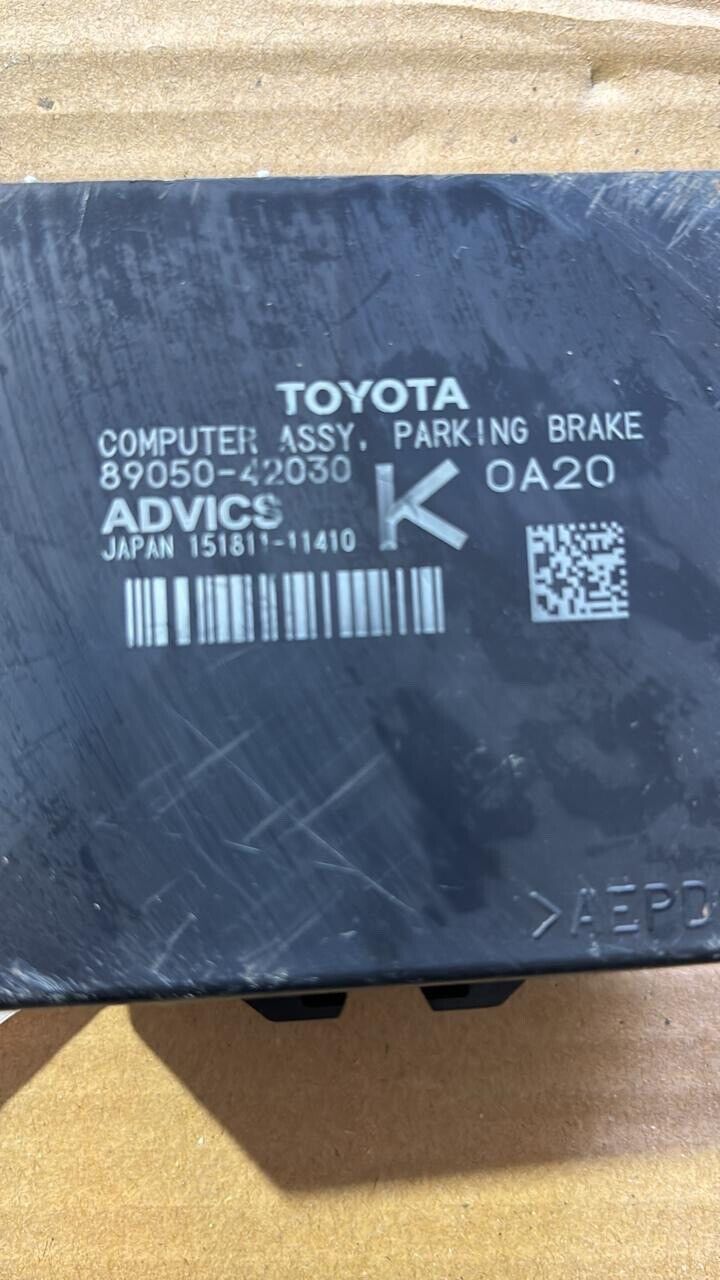 TOYOTA
COMPUTER ASSY, PARKING BRAKE
89050-42030 K 0A20
ADVICS
JAPAN 151811-11410
>AEPD